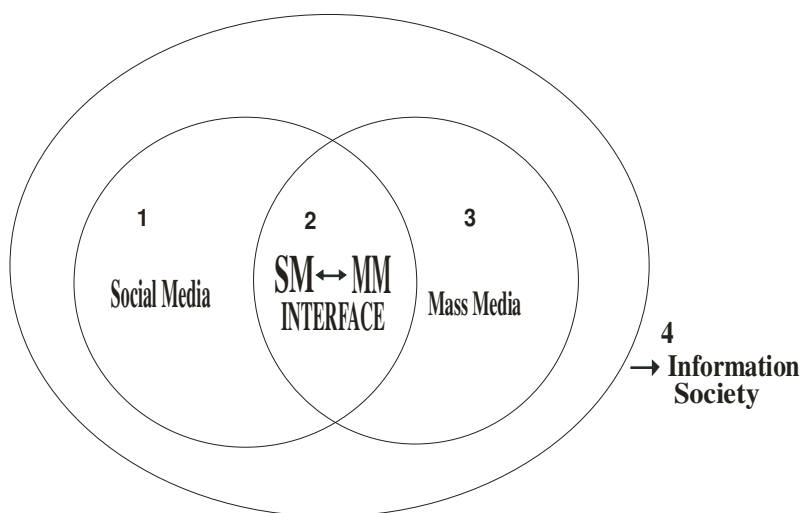 1
Social Media
2
SM↔MM
INTERFACE
3
Mass Media
4
→ Information
Society